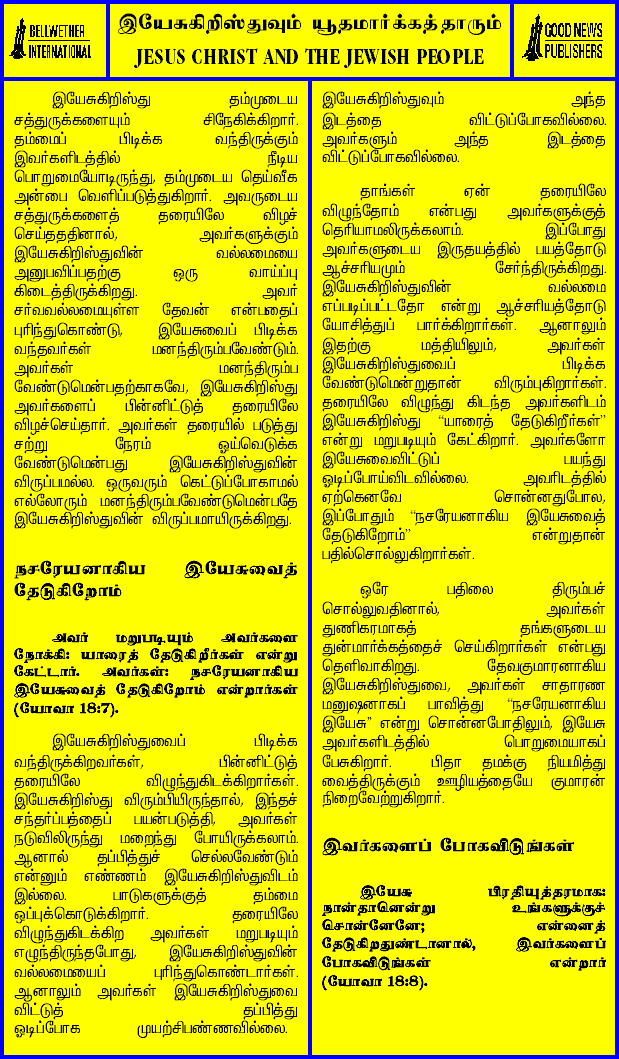 BELLWETHER
INTERNATIONAL
இயேசுகிறிஸ்துவும் யூதமார்க்கத்தாரும்
JESUS CHRIST AND THE JEWISH PEOPLE
GOOD NEWS
PUBLISHERS
இயேசுகிறிஸ்து தம்முடைய
சத்துருக்களையும் சிநேகிக்கிறார்.
தம்மைப் பிடிக்க வந்திருக்கும்
இவர்களிடத்தில் நீடிய
பொறுமையோடிருந்து, தம்முடைய தெய்வீக
அன்பை வெளிப்படுத்துகிறார். அவருடைய
சத்துருக்களைத் தரையிலே விழச்
செய்தததினால், அவர்களுக்கும்
இயேசுகிறிஸ்துவின் வல்லமையை
அனுபவிப்பதற்கு ஒரு வாய்ப்பு
கிடைத்திருக்கிறது. அவர்
சர்வவல்லமையுள்ள தேவன் என்பதைப்
புரிந்துகொண்டு, இயேசுவைப் பிடிக்க
வந்தவர்கள் மனந்திரும்பவேண்டும்.
அவர்கள் மனந்திரும்ப
வேண்டுமென்பதற்காகவே, இயேசுகிறிஸ்து
அவர்களைப் பின்னிட்டுத் தரையிலே
விழச்செய்தார். அவர்கள் தரையில் படுத்து
சற்று நேரம் ஓய்வெடுக்க
வேண்டுமென்பது இயேசுகிறிஸ்துவின்
விருப்பமல்ல. ஒருவரும் கெட்டுப்போகாமல்
எல்லோரும் மனந்திரும்பவேண்டுமென்பதே
இயேசுகிறிஸ்துவின் விருப்பமாயிருக்கிறது.
நசரேயனாகிய இயேசுவைத்
தேடுகிறோம்
அவர் மறுபடியும் அவர்களை
நோக்கி: யாரைத் தேடுகிறீர்கள் என்று
கேட்டார். அவர்கள்: நசரேயனாகிய
இயேசுவைத் தேடுகிறோம் என்றார்கள்
(யோவா 18:7).
இயேசுகிறிஸ்துவைப் பிடிக்க
வந்திருக்கிறவர்கள், பின்னிட்டுத்
தரையிலே விழுந்துகிடக்கிறார்கள்.
இயேசுகிறிஸ்து விரும்பியிருந்தால், இந்தச்
சந்தர்ப்பத்தைப் பயன்படுத்தி, அவர்கள்
நடுவிலிருந்து மறைந்து போயிருக்கலாம்.
ஆனால் தப்பித்துச் செல்லவேண்டும்
என்னும் எண்ணம் இயேசுகிறிஸ்துவிடம்
இல்லை. பாடுகளுக்குத் தம்மை
ஒப்புக்கொடுக்கிறார். தரையிலே
விழுந்துகிடக்கிற அவர்கள் மறுபடியும்
எழுந்திருந்தபோது, இயேசுகிறிஸ்துவின்
வல்லமையைப் புரிந்துகொண்டார்கள்.
ஆனாலும் அவர்கள் இயேசுகிறிஸ்துவை
விட்டுத் தப்பித்து
ஓடிப்போக முயற்சிபண்ணவில்லை.
இயேசுகிறிஸ்துவும் அந்த
இடத்தை விட்டுப்போகவில்லை.
அவர்களும் அந்த இடத்தை
விட்டுப்போகவில்லை.
தாங்கள் ஏன் தரையிலே
விழுந்தோம் என்பது அவர்களுக்குத்
தெரியாமலிருக்கலாம். இப்போது
அவர்களுடைய இருதயத்தில் பயத்தோடு
ஆச்சரியமும் சேர்ந்திருக்கிறது.
இயேசுகிறிஸ்துவின் வல்லமை
எப்படிப்பட்டதோ என்று ஆச்சரியத்தோடு
யோசித்துப் பார்க்கிறார்கள். ஆனாலும்
இதற்கு மத்தியிலும், அவர்கள்
இயேசுகிறிஸ்துவைப் பிடிக்க
வேண்டுமென்றுதான் விரும்புகிறார்கள்.
தரையிலே விழுந்து கிடந்த அவர்களிடம்
இயேசுகிறிஸ்து “யாரைத் தேடுகிறீர்கள்”
என்று மறுபடியும் கேட்கிறார். அவர்களோ
இயேசுவைவிட்டுப் பயந்து
ஓடிப்போய்விடவில்லை. அவரிடத்தில்
ஏற்கெனவே சொன்னதுபோல,
இப்போதும் “நசரேயனாகிய இயேசுவைத்
தேடுகிறோம்” என்றுதான்
பதில்சொல்லுகிறார்கள்.
ஒரே பதிலை திரும்பச்
சொல்லுவதினால், அவர்கள்
துணிகரமாகத் தங்களுடைய
துன்மார்க்கத்தைச் செய்கிறார்கள் என்பது
தெளிவாகிறது. தேவகுமாரனாகிய
இயேசுகிறிஸ்துவை, அவர்கள் சாதாரண
மனுஷனாகப் பாவித்து “நசரேயனாகிய
இயேசு” என்று சொன்னபோதிலும், இயேசு
அவர்களிடத்தில் பொறுமையாகப்
பேசுகிறார். பிதா தமக்கு நியமித்து
வைத்திருக்கும் ஊழியத்தையே குமாரன்
நிறைவேற்றுகிறார்.
இவர்களைப் போகவிடுங்கள்
இயேசு பிரதியுத்தரமாக:
நான்தானென்று உங்களுக்குச்
சொன்னேனே; என்னைத்
தேடுகிறதுண்டானால், இவர்களைப்
போகவிடுங்கள் என்றார்
(யோவா 18:8).